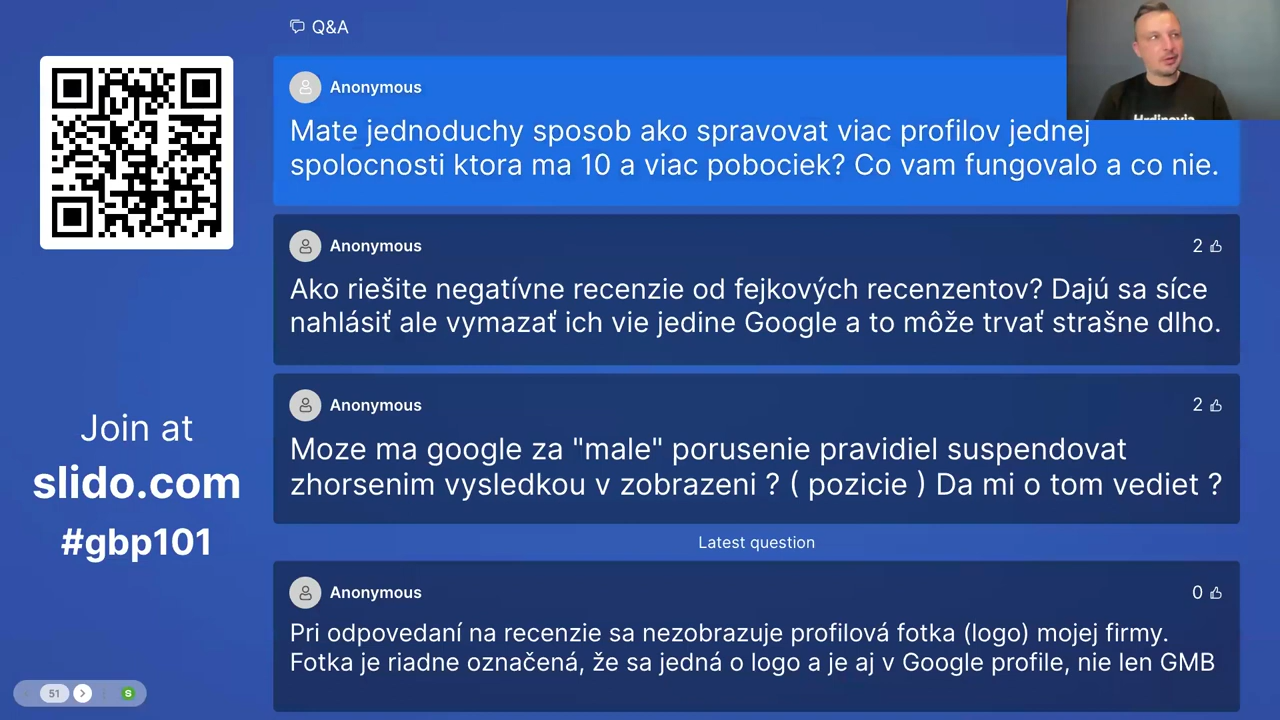 Q&A
Anonymous
Mate jednoduchy sposob ako spravovat viac profilov jednej
spolocnosti ktora ma 10 a viac pobociek? Co vam fungovalo a co nie.
Anonymous
2
Ako riešite negatívne recenzie od fejkových recenzentov? Dajú sa síce
nahlásiť ale vymazať ich vie jedine Google a to môže trvať strašne dlho.
Anonymous
2
Moze ma google za "male" porusenie pravidiel suspendovat
zhorsenim vysledkou v zobrazeni ? ( pozicie ) Da mi o tom vediet ?
Latest question
Anonymous
0
Pri odpovedaní na recenzie sa nezobrazuje profilová fotka (logo) mojej firmy.
Fotka je riadne označená, že sa jedná o logo a je aj v Google profile, nie len GMB
Join at
slido.com
#gbp101
51
S